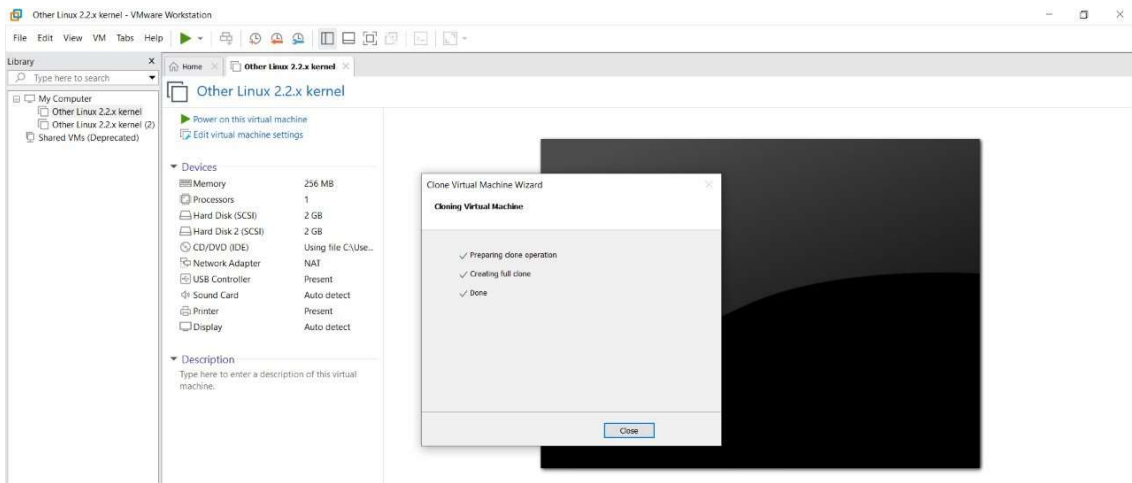 Other Linux 2.2.x kernel - VMware Workstation
File Edit View VM Tabs Help
Library X
Type here to search
My Computer
Other Linux 2.2.x kernel
Other Linux 2.2.x kernel (2)
Shared VMs (Deprecated)
Home
Other Linux 2.2.x kernel
Other Linux 2.2.x kernel
Power on this virtual machine
Edit virtual machine settings
Devices
Memory 256 MB
Processors 1
Hard Disk (SCSI) 2 GB
Hard Disk 2 (SCSI) 2 GB
CD/DVD (IDE) Using file C:\Use...
Network Adapter NAT
USB Controller Present
Sound Card Auto detect
Printer Present
Display Auto detect
Description
Type here to enter a description of this virtual
machine.
Clone Virtual Machine Wizard
Cloning Virtual Machine
Preparing clone operation
Creating full clone
Done
Close